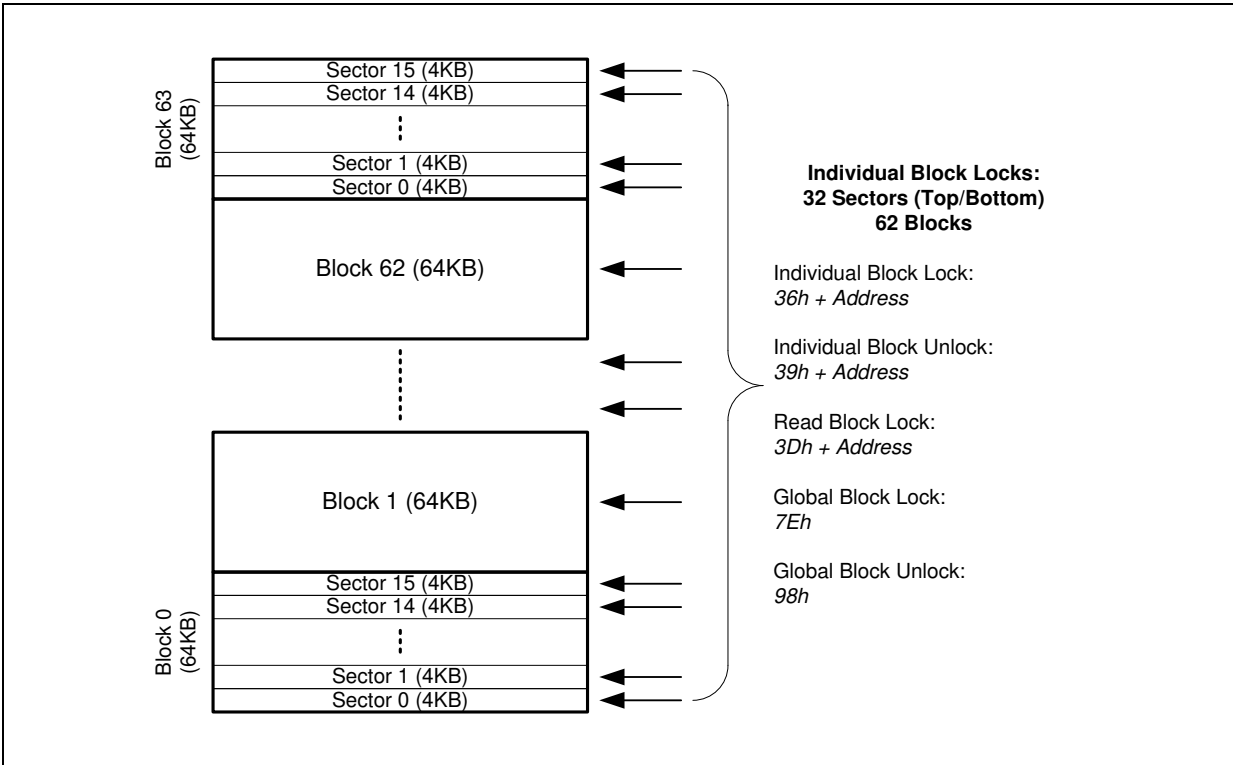 Block 63
(64KB)
Sector 15 (4KB)
Sector 14 (4KB)
Sector 1 (4KB)
Sector 0 (4KB)
Block 62 (64KB)
Block 1 (64KB)
Block 0
(64KB)
Sector 15 (4KB)
Sector 14 (4KB)
Sector 1 (4KB)
Sector 0 (4KB)
Individual Block Locks:
32 Sectors (Top/Bottom)
62 Blocks
Individual Block Lock:
36h + Address
Individual Block Unlock:
39h + Address
Read Block Lock:
3Dh + Address
Global Block Lock:
7Eh
Global Block Unlock:
98h